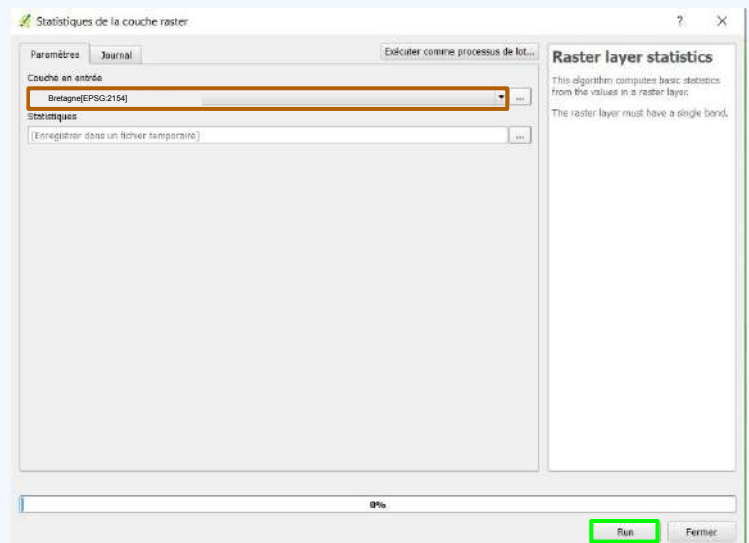 Statistiques de la couche raster
? X
Paramètres Journal Exécuter comme processus de lot...
Couche en entrée
Bretagne[EPSG:2154]
...
Statistiques
[Enregistrer dans un fichier temporaire]
...
Raster layer statistics
This algorithm computes basic statistics
from the values in a raster layer.
The raster layer must have a single band.
0%
Run Fermer